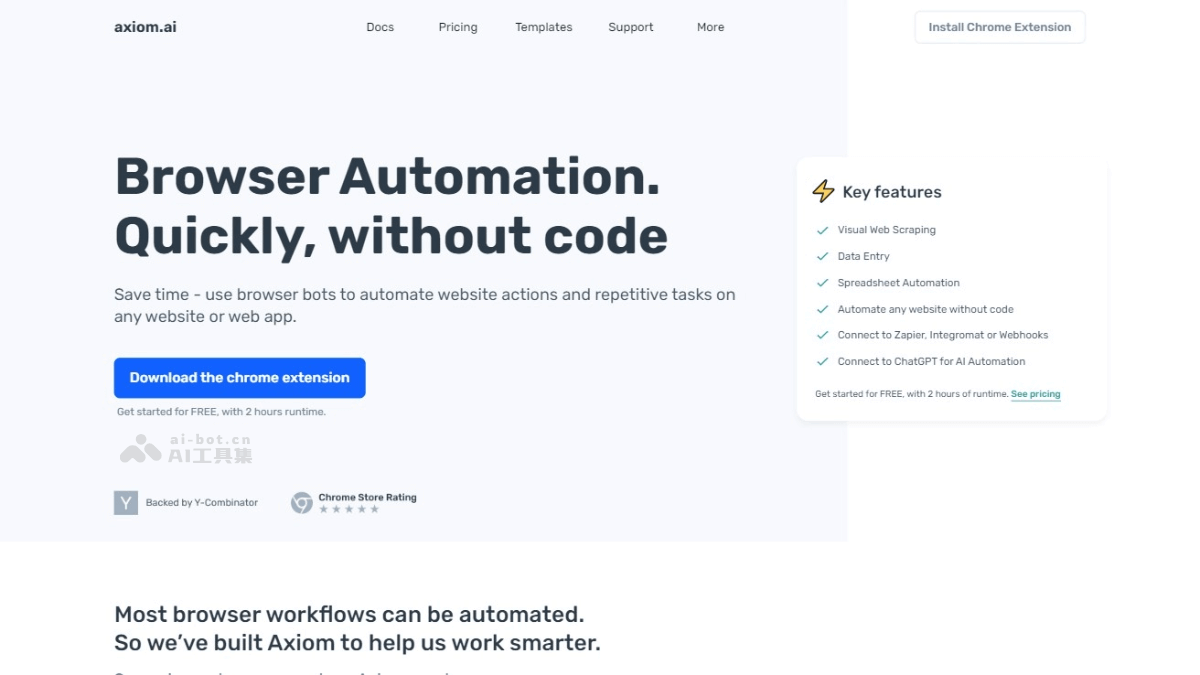 axiom.ai
Docs
Pricing
Templates
Support
More
Install Chrome Extension
Browser Automation.
Quickly, without code
Save time - use browser bots to automate website actions and repetitive tasks on
any website or web app.
Download the chrome extension
Get started for FREE, with 2 hours runtime.
ai-bot.cn
AI工具集
Y
Backed by Y-Combinator
Chrome Store Rating
Key features
Visual Web Scraping
Data Entry
Spreadsheet Automation
Automate any website without code
Connect to Zapier, Integromat or Webhooks
Connect to ChatGPT for AI Automation
Get started for FREE, with 2 hours of runtime. See pricing
Most browser workflows can be automated.
So we’ve built Axiom to help us work smarter.